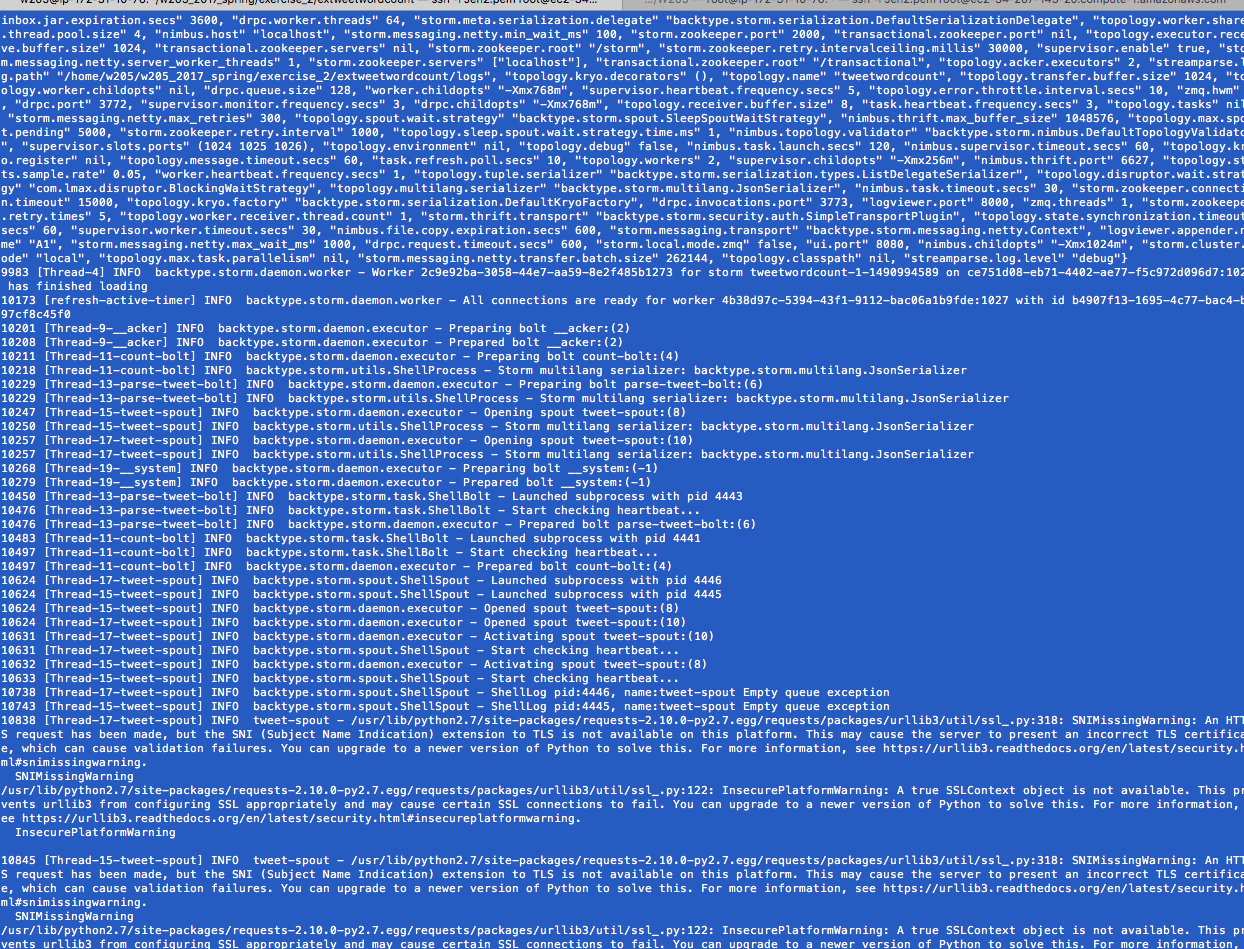 w205@ip-172-31-10-76: /w205_2017_spring/exercise_2/extweetwordcount — ssh -i
inbox.jar.expiration.secs" 3600, "drpc.worker.threads" 64, "storm.meta.serialization.delegate" "backtype.storm.serialization.DefaultSerializationDelegate", "topology.worker.share
.thread.pool.size" 4, "nimbus.host" "localhost", "storm.messaging.netty.min_wait_ms" 100, "storm.zookeeper.port" 2000, "transactional.zookeeper.port" nil, "topology.executor.rece
ve.buffer.size" 1024, "transactional.zookeeper.servers" nil, "storm.zookeeper.root" "/storm", "storm.zookeeper.retry.intervalceiling.millis" 30000, "supervisor.enable" true, "sto
m.messaging.netty.server_worker_threads" 1, "storm.zookeeper.servers" ["localhost"], "transactional.zookeeper.root" "/transactional", "topology.acker.executors" 2, "streamparse.l
g.path" "/home/w205/w205_2017_spring/exercise_2/extweetwordcount/logs", "topology.kryo.decorators" (), "topology.name" "tweetwordcount", "topology.transfer.buffer.size" 1024, "to
ology.worker.childopts" nil, "drpc.queue.size" 128, "worker.childopts" "-Xmx768m", "supervisor.heartbeat.frequency.secs" 5, "topology.error.throttle.interval.secs" 10, "zmq.hwm"
, "drpc.port" 3772, "supervisor.monitor.frequency.secs" 3, "drpc.childopts" "-Xmx768m", "topology.receiver.buffer.size" 8, "task.heartbeat.frequency.secs" 3, "topology.tasks" nil
"storm.messaging.netty.max_retries" 300, "topology.spout.wait.strategy" "backtype.storm.spout.SleepSpoutWaitStrategy", "nimbus.thrift.max_buffer_size" 1048576, "topology.max.spo
t.pending" 5000, "storm.zookeeper.retry.interval" 1000, "topology.sleep.spout.wait.strategy.time.ms" 1, "nimbus.topology.validator" "backtype.storm.nimbus.DefaultTopologyValidato
", "supervisor.slots.ports" (1024 1025 1026), "topology.environment" nil, "topology.debug" false, "nimbus.task.launch.secs" 120, "nimbus.supervisor.timeout.secs" 60, "topology.kr
o.register" nil, "topology.message.timeout.secs" 60, "task.refresh.poll.secs" 10, "topology.workers" 2, "supervisor.childopts" "-Xmx256m", "nimbus.thrift.port" 6627, "topology.st
ts.sample.rate" 0.05, "worker.heartbeat.frequency.secs" 1, "topology.tuple.serializer" "backtype.storm.serialization.types.ListDelegateSerializer", "topology.disruptor.wait.strat
gy" "com.lmax.disruptor.BlockingWaitStrategy", "topology.multilang.serializer" "backtype.storm.multilang.JsonSerializer", "nimbus.task.timeout.secs" 30, "storm.zookeeper.connecti
n.timeout" 15000, "topology.kryo.factory" "backtype.storm.serialization.DefaultKryoFactory", "drpc.invocations.port" 3773, "logviewer.port" 8000, "zmq.threads" 1, "storm.zookeepe
.retry.times" 5, "topology.worker.receiver.thread.count" 1, "storm.thrift.transport" "backtype.storm.security.auth.SimpleTransportPlugin", "topology.state.synchronization.timeout
secs" 60, "supervisor.worker.timeout.secs" 30, "nimbus.file.copy.expiration.secs" 600, "storm.messaging.transport" "backtype.storm.messaging.netty.Context", "logviewer.appender.n
me" "A1", "storm.messaging.netty.max_wait_ms" 1000, "drpc.request.timeout.secs" 600, "storm.local.mode.zmq" false, "ui.port" 8080, "nimbus.childopts" "-Xmx1024m", "storm.cluster.
ode" "local", "topology.max.task.parallelism" nil, "storm.messaging.netty.transfer.batch.size" 262144, "topology.classpath" nil, "streamparse.log.level" "debug"}
9983 [Thread-4] INFO  backtype.storm.daemon.worker - Worker 2c9e92ba-3058-44e7-aa59-8e2f485b1273 for storm tweetwordcount-1-1490994589 on ce751d08-eb71-4402-ae77-f5c972d096d7:102
 has finished loading
10173 [refresh-active-timer] INFO  backtype.storm.daemon.worker - All connections are ready for worker 4b38d97c-5394-43f1-9112-bac06a1b9fde:1027 with id b4907f13-1695-4c77-bac4-b
97cf8c45f0
10201 [Thread-9-__acker] INFO  backtype.storm.daemon.executor - Preparing bolt __acker:(2)
10208 [Thread-9-__acker] INFO  backtype.storm.daemon.executor - Prepared bolt __acker:(2)
10211 [Thread-11-count-bolt] INFO  backtype.storm.daemon.executor - Preparing bolt count-bolt:(4)
10218 [Thread-11-count-bolt] INFO  backtype.storm.utils.ShellProcess - Storm multilang serializer: backtype.storm.multilang.JsonSerializer
10229 [Thread-13-parse-tweet-bolt] INFO  backtype.storm.daemon.executor - Preparing bolt parse-tweet-bolt:(6)
10229 [Thread-13-parse-tweet-bolt] INFO  backtype.storm.utils.ShellProcess - Storm multilang serializer: backtype.storm.multilang.JsonSerializer
10247 [Thread-15-tweet-spout] INFO  backtype.storm.daemon.executor - Opening spout tweet-spout:(8)
10250 [Thread-15-tweet-spout] INFO  backtype.storm.utils.ShellProcess - Storm multilang serializer: backtype.storm.multilang.JsonSerializer
10257 [Thread-17-tweet-spout] INFO  backtype.storm.daemon.executor - Opening spout tweet-spout:(10)
10257 [Thread-17-tweet-spout] INFO  backtype.storm.utils.ShellProcess - Storm multilang serializer: backtype.storm.multilang.JsonSerializer
10268 [Thread-19-__system] INFO  backtype.storm.daemon.executor - Preparing bolt __system:(-1)
10279 [Thread-19-__system] INFO  backtype.storm.daemon.executor - Prepared bolt __system:(-1)
10450 [Thread-13-parse-tweet-bolt] INFO  backtype.storm.task.ShellBolt - Launched subprocess with pid 4443
10476 [Thread-13-parse-tweet-bolt] INFO  backtype.storm.task.ShellBolt - Start checking heartbeat...
10476 [Thread-13-parse-tweet-bolt] INFO  backtype.storm.daemon.executor - Prepared bolt parse-tweet-bolt:(6)
10483 [Thread-11-count-bolt] INFO  backtype.storm.task.ShellBolt - Launched subprocess with pid 4441
10497 [Thread-11-count-bolt] INFO  backtype.storm.task.ShellBolt - Start checking heartbeat...
10497 [Thread-11-count-bolt] INFO  backtype.storm.daemon.executor - Prepared bolt count-bolt:(4)
10624 [Thread-17-tweet-spout] INFO  backtype.storm.spout.ShellSpout - Launched subprocess with pid 4446
10624 [Thread-15-tweet-spout] INFO  backtype.storm.spout.ShellSpout - Launched subprocess with pid 4445
10624 [Thread-15-tweet-spout] INFO  backtype.storm.daemon.executor - Opened spout tweet-spout:(8)
10624 [Thread-17-tweet-spout] INFO  backtype.storm.daemon.executor - Opened spout tweet-spout:(10)
10631 [Thread-17-tweet-spout] INFO  backtype.storm.daemon.executor - Activating spout tweet-spout:(10)
10631 [Thread-17-tweet-spout] INFO  backtype.storm.spout.ShellSpout - Start checking heartbeat...
10632 [Thread-15-tweet-spout] INFO  backtype.storm.daemon.executor - Activating spout tweet-spout:(8)
10633 [Thread-15-tweet-spout] INFO  backtype.storm.spout.ShellSpout - Start checking heartbeat...
10738 [Thread-17-tweet-spout] INFO  backtype.storm.spout.ShellSpout - ShellLog pid:4446, name:tweet-spout Empty queue exception
10743 [Thread-15-tweet-spout] INFO  backtype.storm.spout.ShellSpout - ShellLog pid:4445, name:tweet-spout Empty queue exception
10838 [Thread-17-tweet-spout] INFO  tweet-spout - /usr/lib/python2.7/site-packages/requests-2.10.0-py2.7.egg/requests/packages/urllib3/util/ssl_.py:318: SNIMissingWarning: An HTT
S request has been made, but the SNI (Subject Name Indication) extension to TLS is not available on this platform. This may cause the server to present an incorrect TLS certifica
e, which can cause validation failures. You can upgrade to a newer version of Python to solve this. For more information, see https://urllib3.readthedocs.org/en/latest/security.h
ml#snimissingwarning.
  SNIMissingWarning
/usr/lib/python2.7/site-packages/requests-2.10.0-py2.7.egg/requests/packages/urllib3/util/ssl_.py:122: InsecurePlatformWarning: A true SSLContext object is not available. This pr
vents urllib3 from configuring SSL appropriately and may cause certain SSL connections to fail. You can upgrade to a newer version of Python to solve this. For more information,
ee https://urllib3.readthedocs.org/en/latest/security.html#insecureplatformwarning.
  InsecurePlatformWarning
10845 [Thread-15-tweet-spout] INFO  tweet-spout - /usr/lib/python2.7/site-packages/requests-2.10.0-py2.7.egg/requests/packages/urllib3/util/ssl_.py:318: SNIMissingWarning: An HTT
S request has been made, but the SNI (Subject Name Indication) extension to TLS is not available on this platform. This may cause the server to present an incorrect TLS certifica
e, which can cause validation failures. You can upgrade to a newer version of Python to solve this. For more information, see https://urllib3.readthedocs.org/en/latest/security.h
ml#snimissingwarning.
  SNIMissingWarning
/usr/lib/python2.7/site-packages/requests-2.10.0-py2.7.egg/requests/packages/urllib3/util/ssl_.py:122: InsecurePlatformWarning: A true SSLContext object is not available. This pr
vents urllib3 from configuring SSL appropriately and may cause certain SSL connections to fail. You can upgrade to a newer version of Python to solve this. For more information,